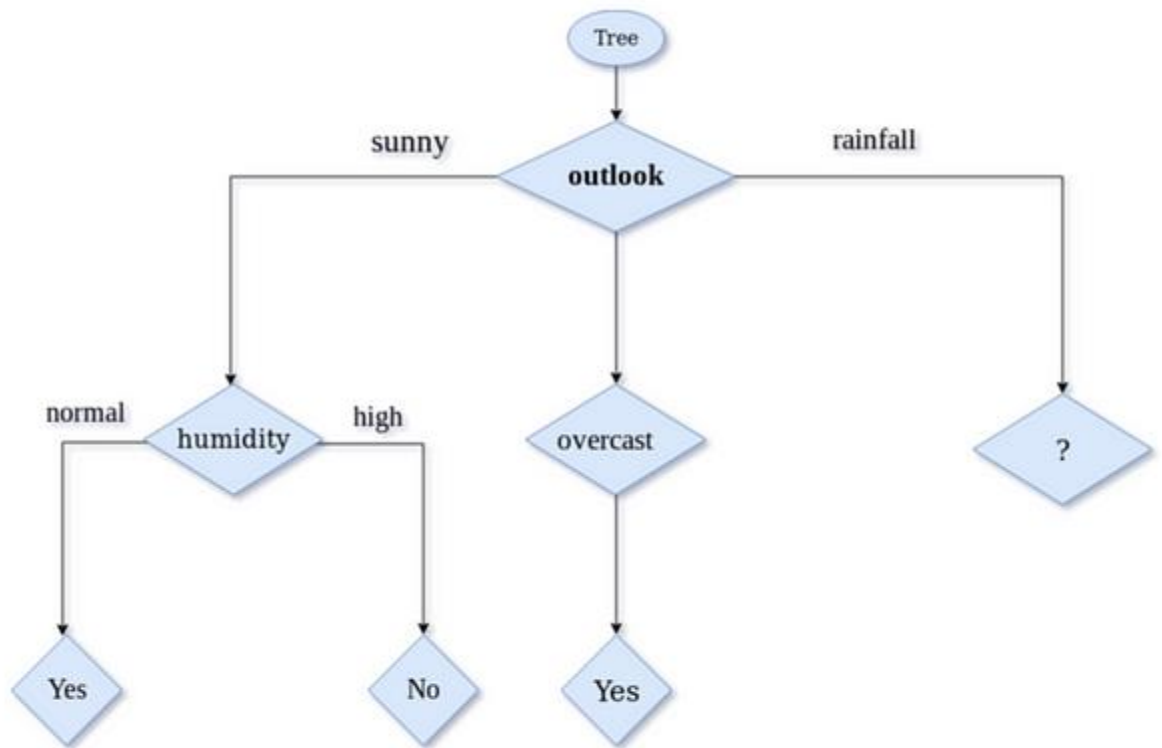 Tree
sunny
rainfall
outlook
normal
high
humidity
overcast
?
Yes
No
Yes